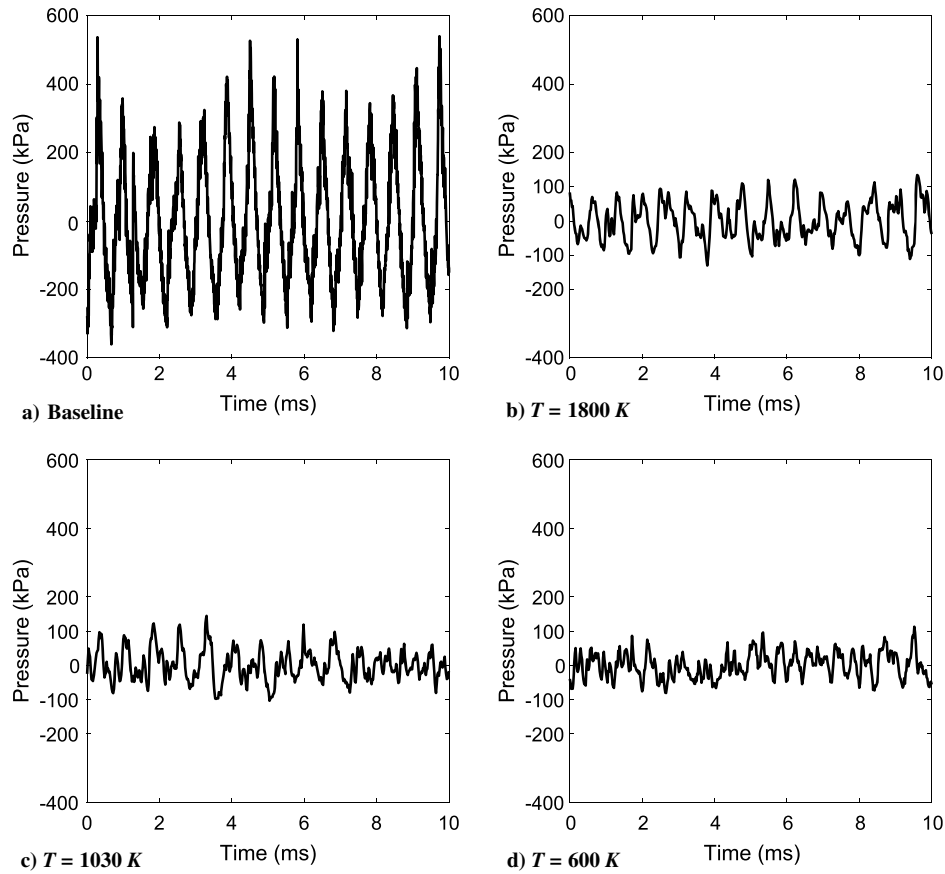 600
400
200
0
-200
-400
Pressure (kPa)
0 2 4 6 8 10
Time (ms)
a) Baseline
600
400
200
100
0
-100
-200
-400
Pressure (kPa)
0 2 4 6 8 10
Time (ms)
b) T = 1800 K
600
400
200
100
0
-100
-200
-400
Pressure (kPa)
0 2 4 6 8 10
Time (ms)
c) T = 1030 K
600
400
200
100
0
-100
-200
-400
Pressure (kPa)
0 2 4 6 8 10
Time (ms)
d) T = 600 K